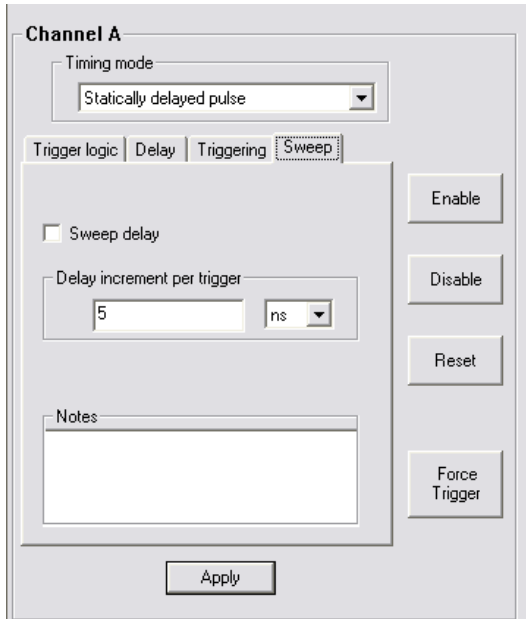 Channel A
Timing mode
Statically delayed pulse
Trigger logic Delay Triggering Sweep
Enable
Sweep delay
Delay increment per trigger
Disable
5 ns
Reset
Notes
Force
Trigger
Apply